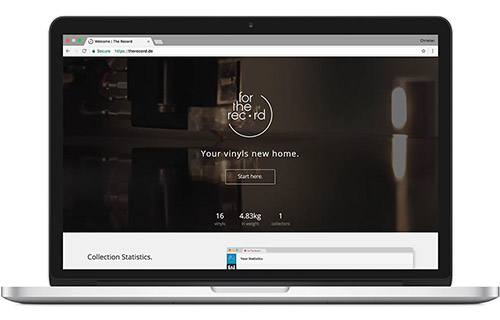 Welcome | The Record
Christian
Secure
https://therecord.de
for
the
rec•rd
Your vinyls new home.
Start here.
16
4.83kg
1
vinyls
in weight
collectors
Collection Statistics.
Your Statistics